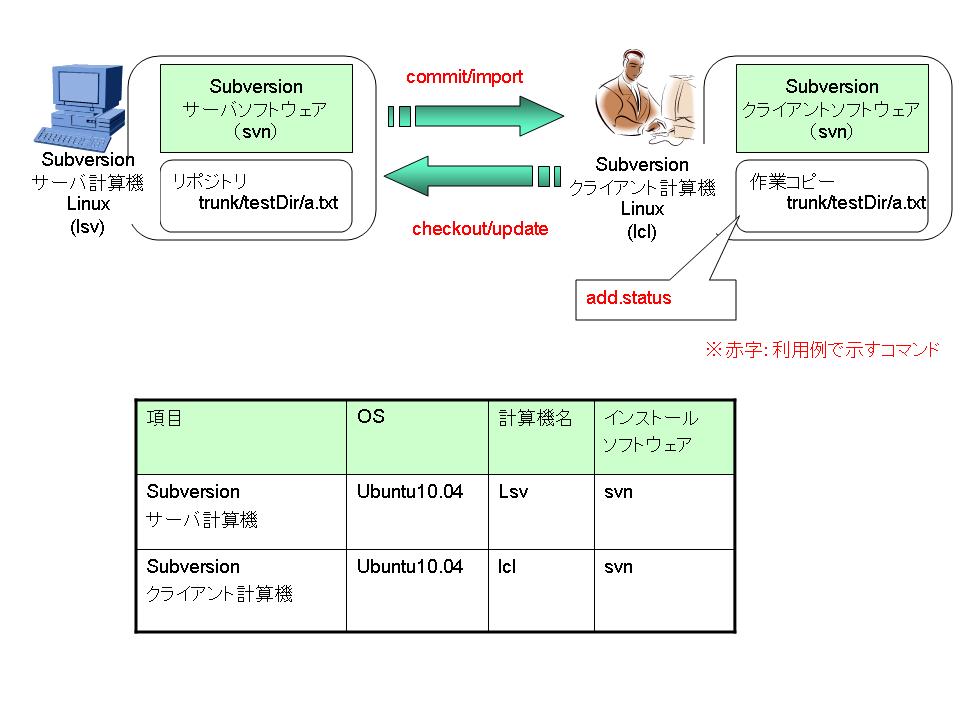 Subversion
サーバソフトウェア
（svn）
commit/import
Subversion
クライアントソフトウェア
（svn）
Subversion
サーバ計算機
Linux
(lsv)
リポジトリ
trunk/testDir/a.txt
checkout/update
Subversion
クライアント計算機
Linux
(lcl)
作業コピー
trunk/testDir/a.txt
add.status
※赤字：利用例で示すコマンド
項目
OS
計算機名
インストール
ソフトウェア
Subversion
サーバ計算機
Ubuntu10.04
Lsv
svn
Subversion
クライアント計算機
Ubuntu10.04
lcl
svn